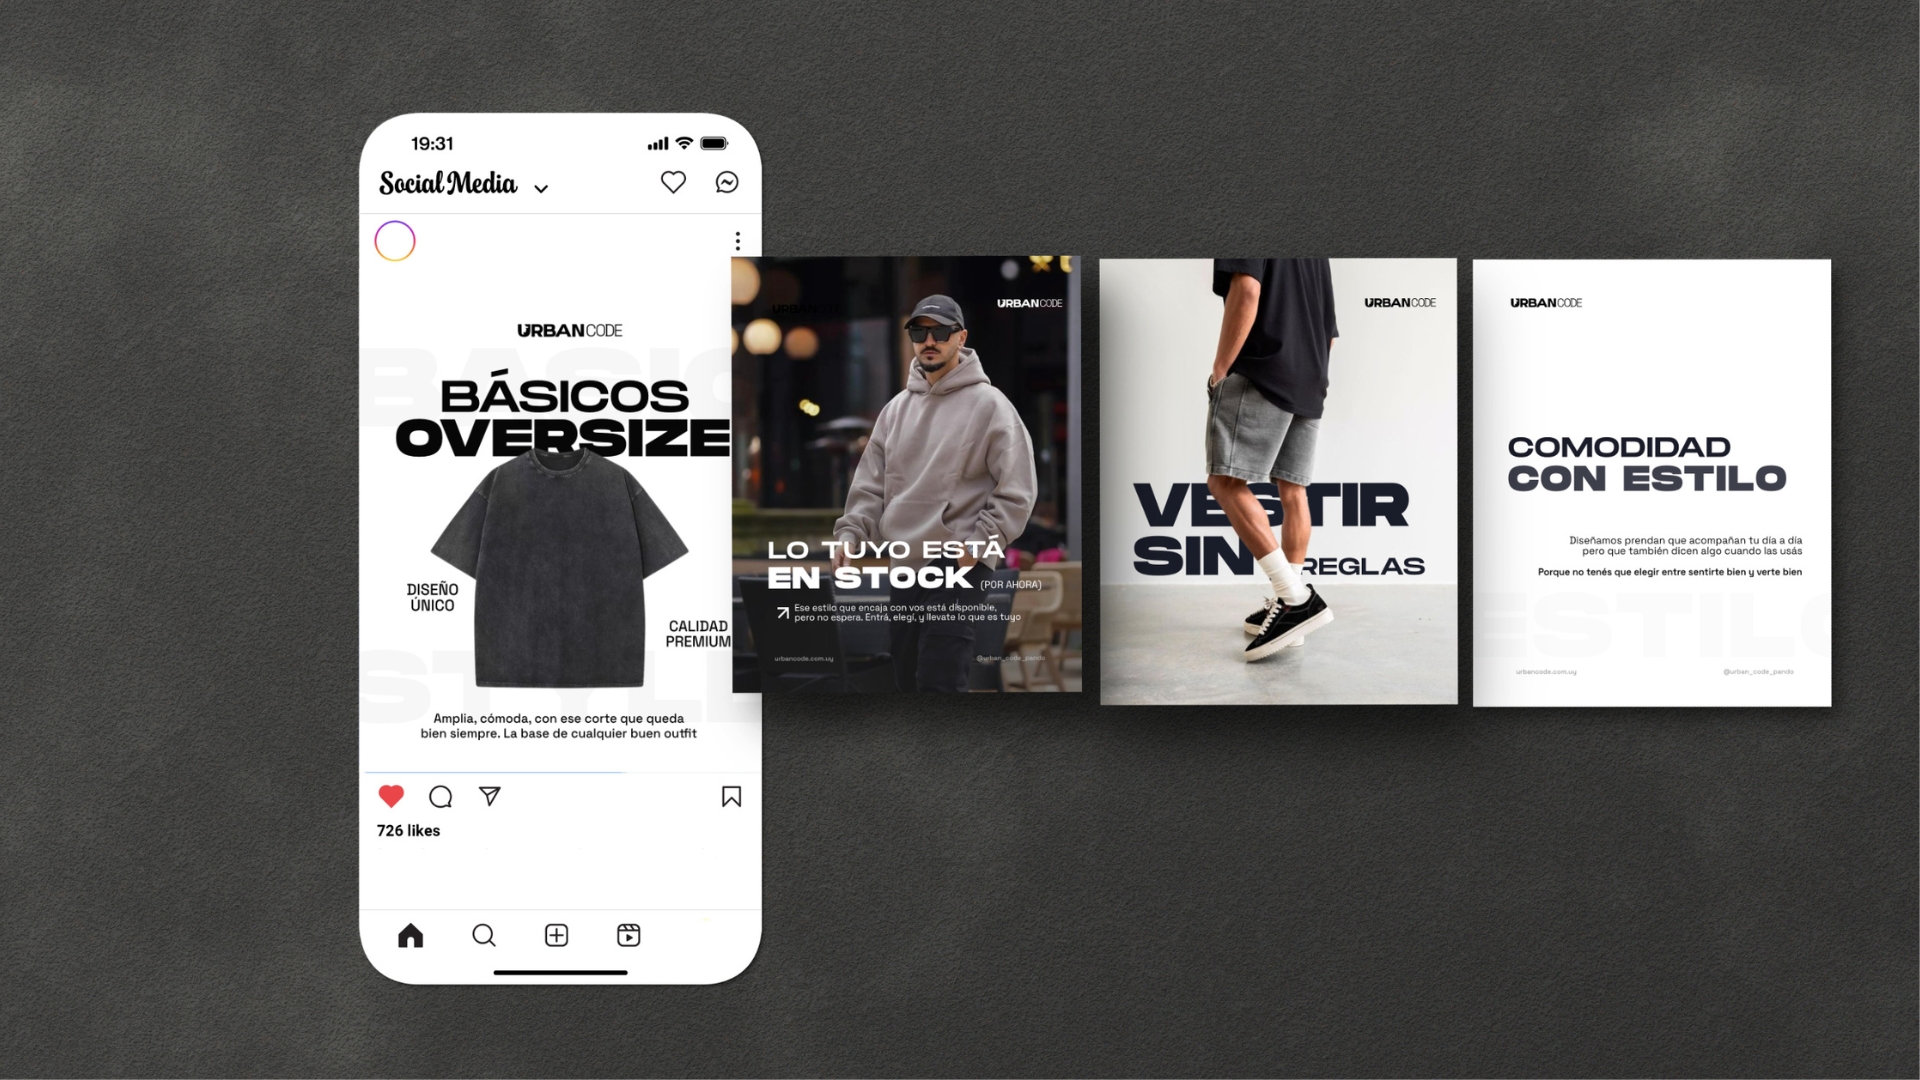 19:31
Social Media
URBANCODE
BASIC
BÁSICOS
OVERSIZE
DISEÑO
ÚNICO
CALIDAD
PREMIUM
STYLE
Amplia, cómoda, con ese corte que queda
bien siempre. La base de cualquier buen outfit
726 likes
URBAN
URBANCODE
LO TUYO ESTÁ
EN STOCK (POR AHORA)
Ese estilo que encaja con vos está disponible,
pero no espera. Entrá, elegí, y llevate lo que es tuyo
urbancode.com.uy
@urban_code_pando
URBANCODE
VESTIR
SIN REGLAS
URBANCODE
COMODIDAD
CON ESTILO
Diseñamos prendan que acompañan tu día a día
pero que también dicen algo cuando las usás
Porque no tenés que elegir entre sentirte bien y verte bien
ESTILO
urbancode.com.uy
@urban_code_pando